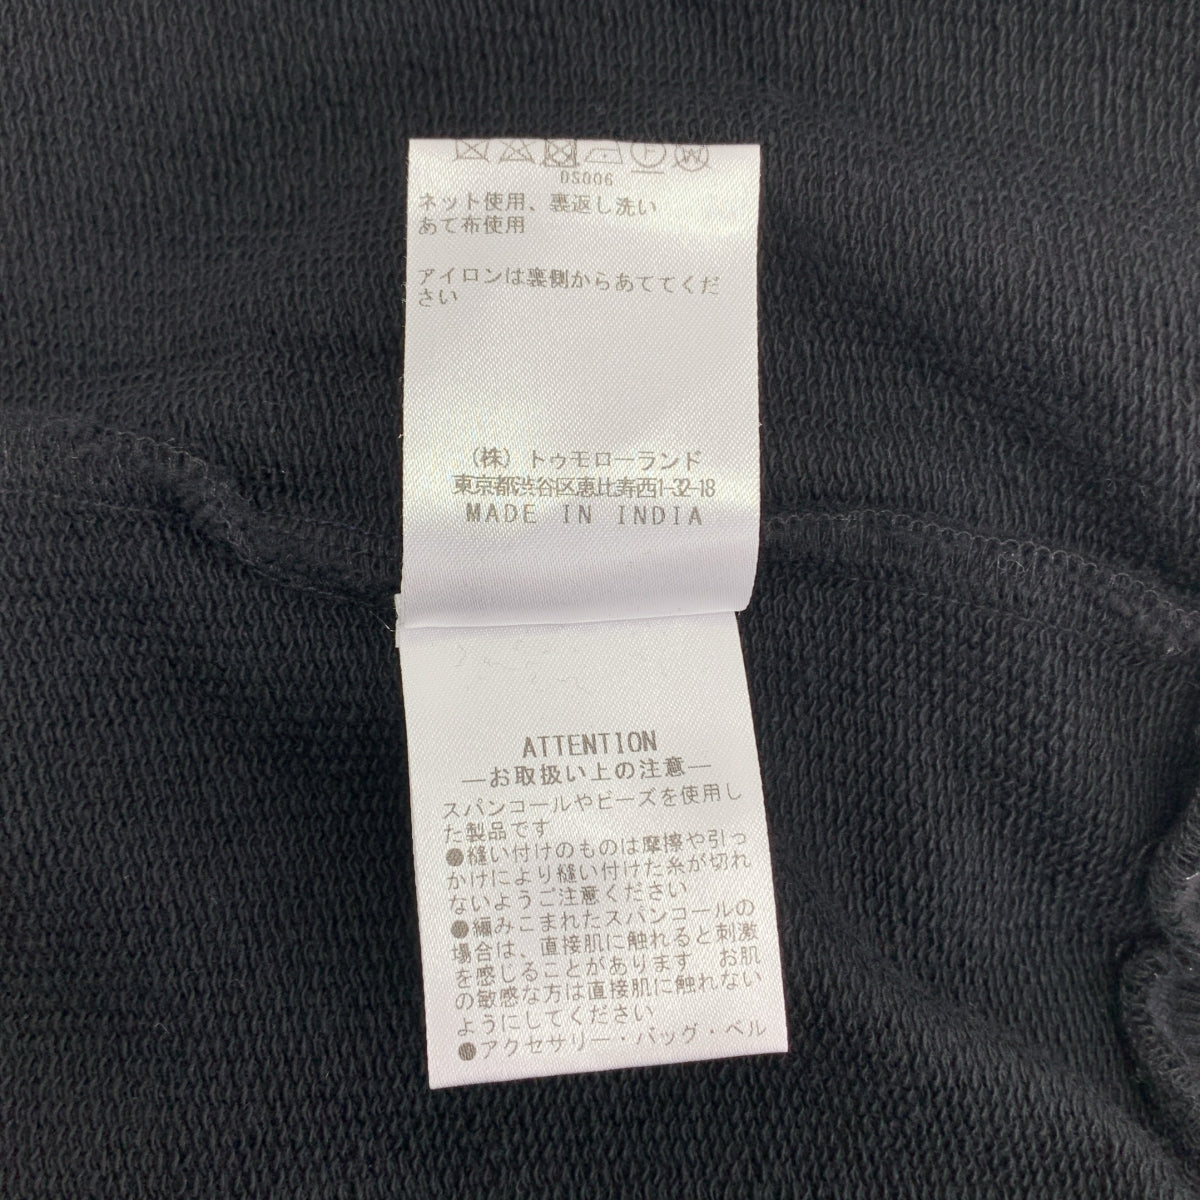 F W
0S006
ネット使用、裏返し洗い
あて布使用
アイロンは裏側からあててくだ
さい
(株)トゥモローランド
東京都渋谷区恵比寿西1-32-18
MADE IN INDIA
ATTENTION
―お取扱い上の注意―
スパンコールやビーズを使用し
た製品です
●縫い付けのものは摩擦や引っ
かけにより縫い付けた糸が切れ
ないようご注意ください
●編みこまれたスパンコールの
場合は、直接肌に触れると刺激
を感じることがあります お肌
の敏感な方は直接肌に触れない
ようにしてください
●アクセサリー・バッグ・ベル